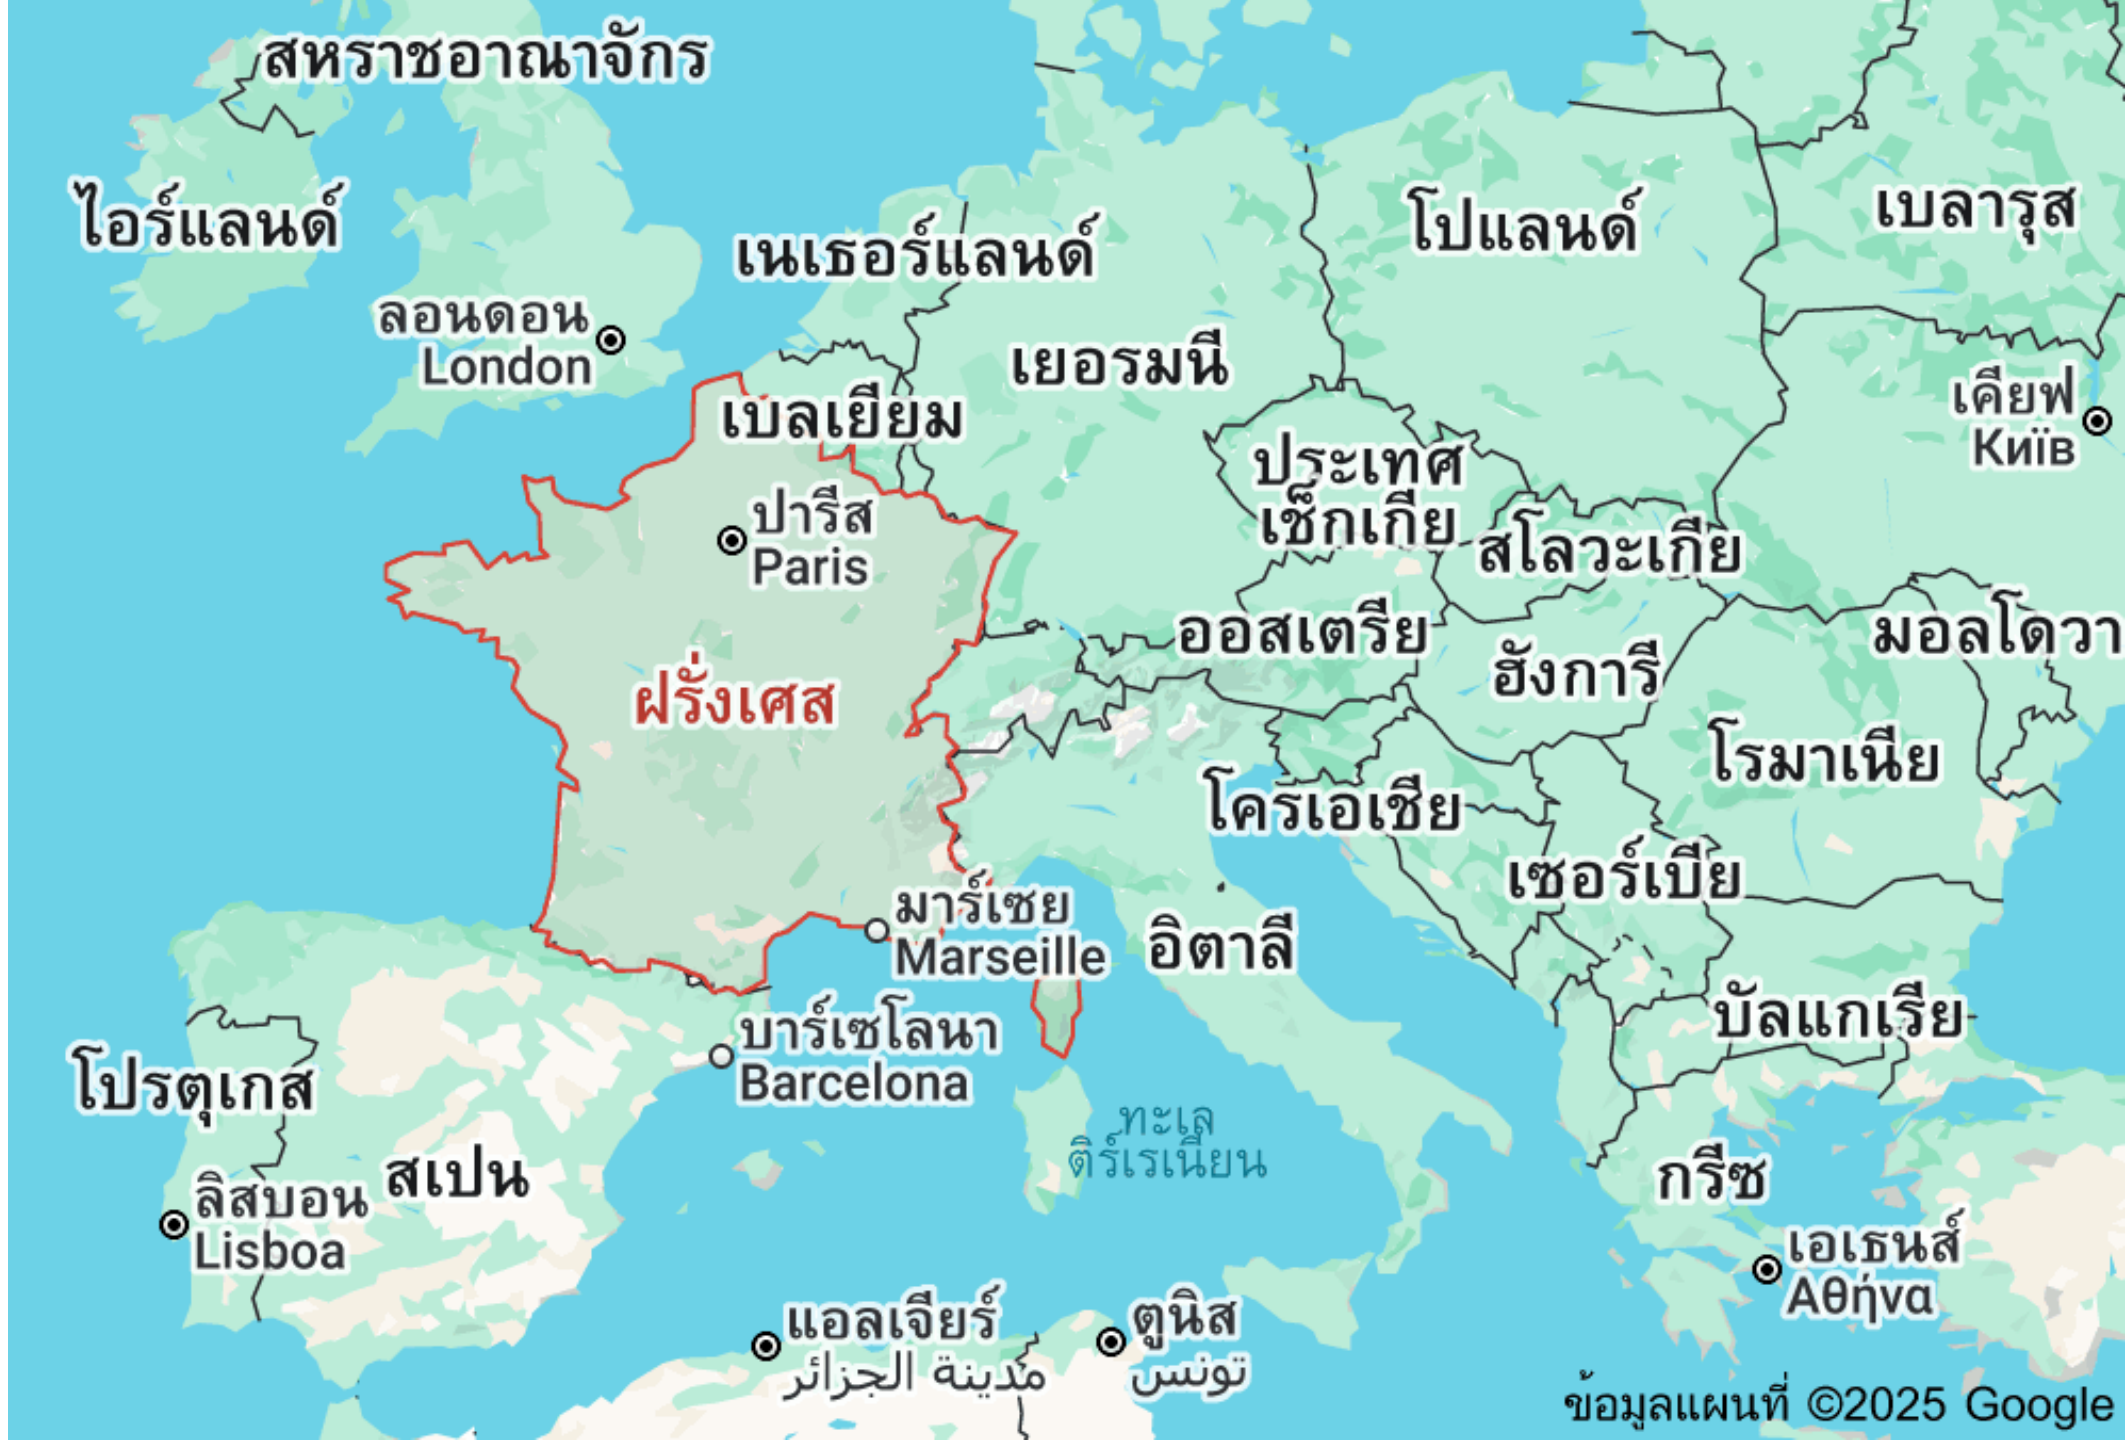 สหราชอาณาจักร
ไอร์แลนด์
เนเธอร์แลนด์
โปแลนด์
เบลารุส
ลอนดอน
London
เยอรมนี
เบลเยียม
เคียฟ
Київ
ประเทศ
เช็กเกีย
ปารีส
Paris
สโลวะเกีย
ออสเตรีย
ฮังการี
มอลโดวา
ฝรั่งเศส
โรมาเนีย
โครเอเชีย
เซอร์เบีย
มาร์เซย
Marseille
อิตาลี
บัลแกเรีย
บาร์เซโลนา
Barcelona
โปรตุเกส
สเปน
ทะเล
ติร์เรเนียน
กรีซ
ลิสบอน
Lisboa
เอเธนส์
Αθήνα
แอลเจียร์
مدينة الجزائر
ตูนิส
تونس
ข้อมูลแผนที่ ©2025 Google